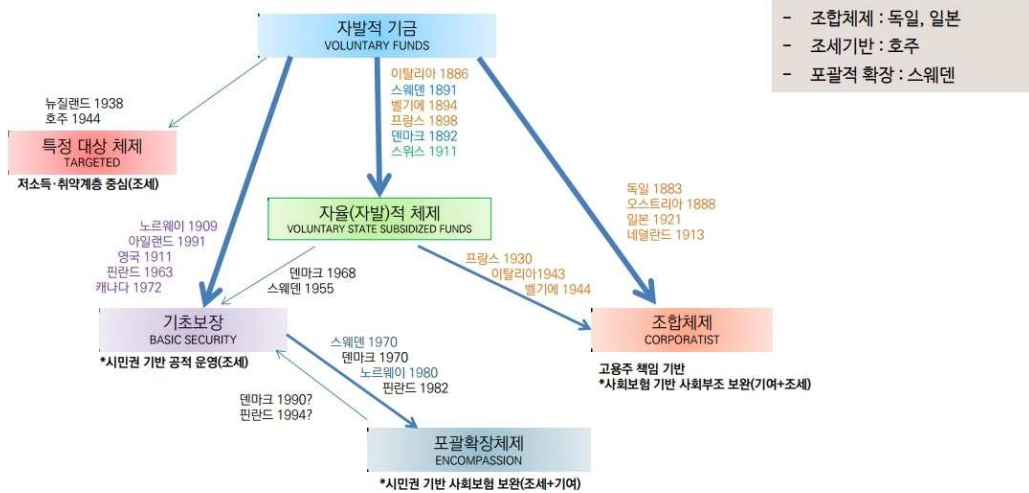 자발적 기금
VOLUNTARY FUNDS
- 조합체제 : 독일, 일본
- 조세기반 : 호주
- 포괄적 확장 : 스웨덴
이탈리아 1886
스웨덴 1891
벨기에 1894
프랑스 1898
덴마크 1892
스위스 1911
뉴질랜드 1938
호주 1944
특정 대상 체제
TARGETED
저소득·취약계층 중심(조세)
독일 1883
오스트리아 1888
일본 1921
네덜란드 1913
자율(자발)적 체제
VOLUNTARY STATE SUBSIDIZED FUNDS
노르웨이 1909
아일랜드 1991
영국 1911
핀란드 1963
캐나다 1972
덴마크 1968
스웨덴 1955
프랑스 1930
이탈리아1943
벨기에 1944
기초보장
BASIC SECURITY
*시민권 기반 공적 운영(조세)
조합체제
CORPORATIST
고용주 책임 기반
*사회보험 기반 사회부조 보완(기여+조세)
스웨덴 1970
덴마크 1970
노르웨이 1980
핀란드 1982
덴마크 1990?
핀란드 1994?
포괄확장체제
ENCOMPASSION
*시민권 기반 사회보험 보완(조세+기여)